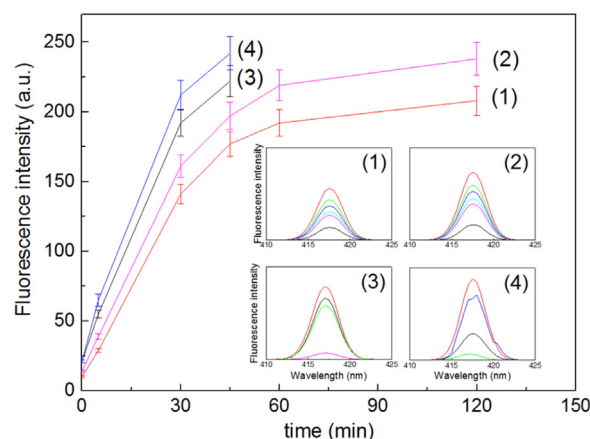 250
200
150
100
50
0
Fluorescence intensity (a.u.)
0 30 60 90 120 150
time (min)
(4)
(3)
(2)
(1)
(1)
Fluorescence intensity
410 415 420 425
(2)
410 415 420 425
(3)
Fluorescence intensity
410 415 420 425
Wavelength (nm)
(4)
410 415 420 425
Wavelength (nm)